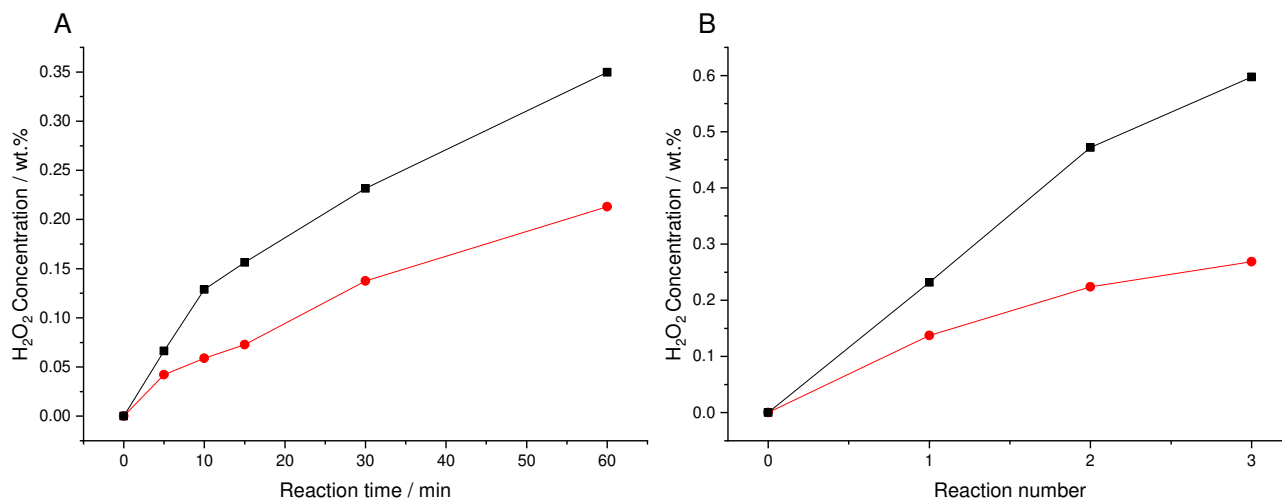 A
H₂O₂ Concentration / wt.%
0.35
0.30
0.25
0.20
0.15
0.10
0.05
0.00
0 10 20 30 40 50 60
Reaction time / min
B
H₂O₂ Concentration / wt.%
0.6
0.5
0.4
0.3
0.2
0.1
0.0
0 1 2 3
Reaction number